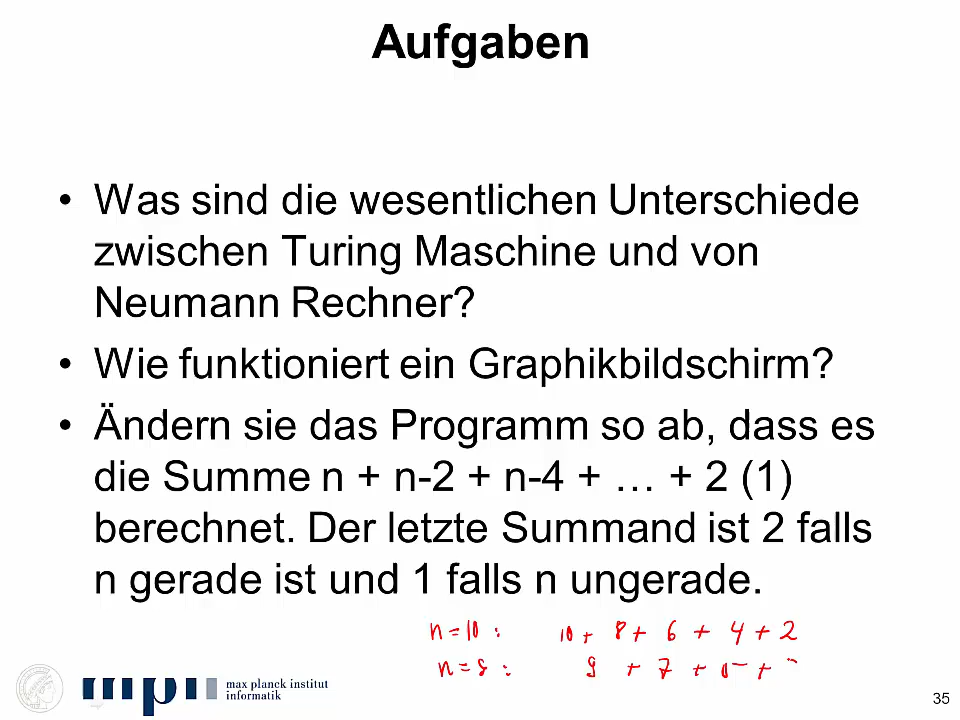 Aufgaben
• Was sind die wesentlichen Unterschiede
zwischen Turing Maschine und von
Neumann Rechner?
• Wie funktioniert ein Graphikbildschirm?
• Ändern sie das Programm so ab, dass es
die Summe n + n-2 + n-4 + … + 2 (1)
berechnet. Der letzte Summand ist 2 falls
n gerade ist und 1 falls n ungerade.
n=10: 10+ 8+ 6 + 4 + 2
n=9: 9 + 7 + +
max planck institut
informatik
35